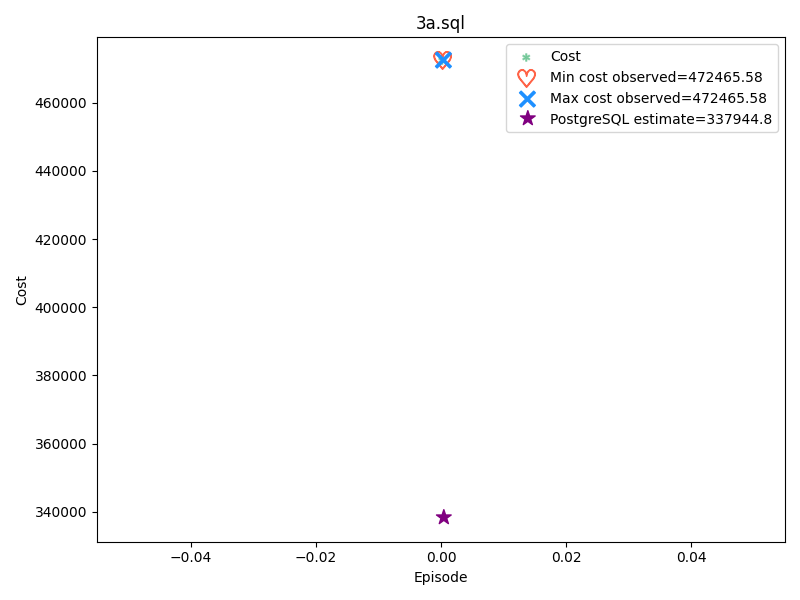 3a.sql
Cost
Min cost observed=472465.58
Max cost observed=472465.58
PostgreSQL estimate=337944.8
460000
440000
420000
400000
380000
360000
340000
Cost
−0.04
−0.02
0.00
0.02
0.04
Episode